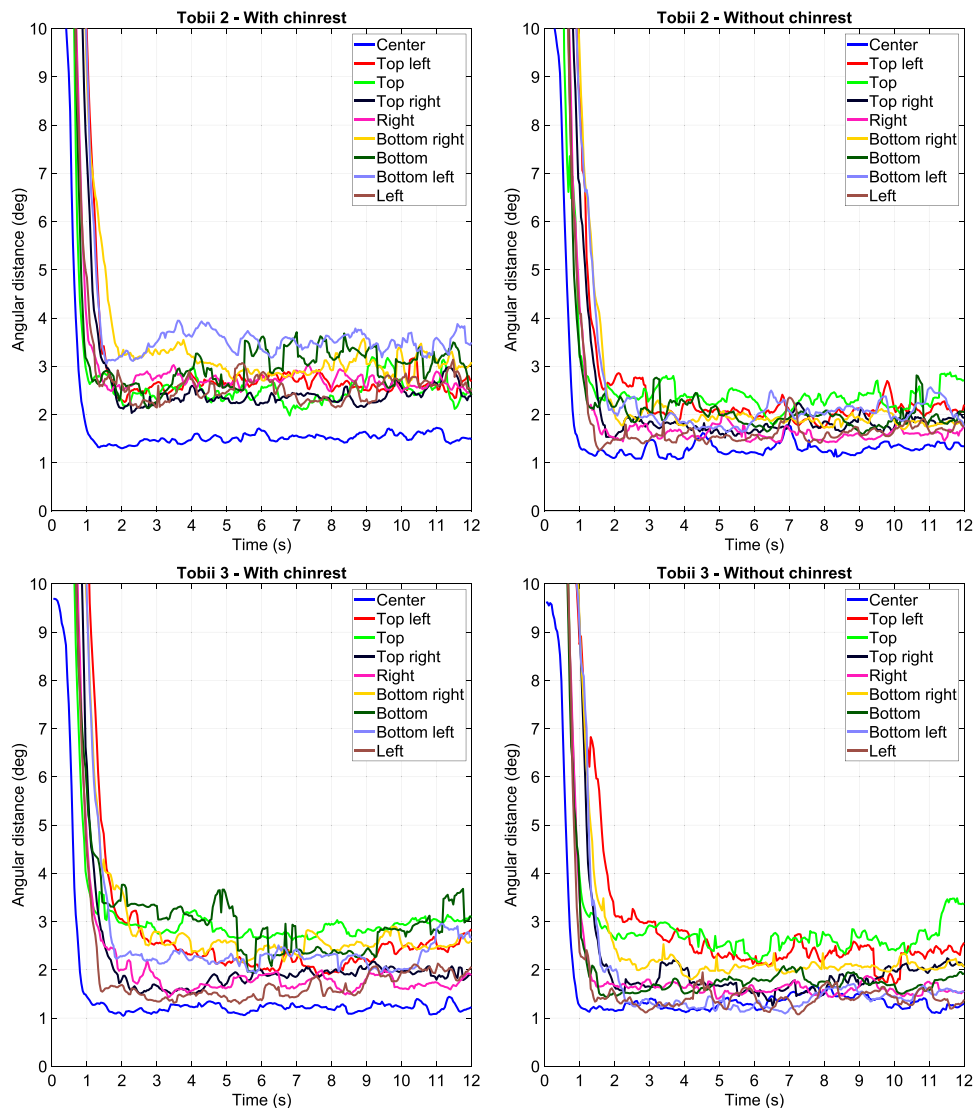 Tobii 2 - With chinrest
10
9
8
7
6
5
4
3
2
1
0
Angular distance (deg)
Center
Top left
Top
Top right
Right
Bottom right
Bottom
Bottom left
Left
0 1 2 3 4 5 6 7 8 9 10 11 12
Time (s)
Tobii 2 - Without chinrest
10
9
8
7
6
5
4
3
2
1
0
Angular distance (deg)
Center
Top left
Top
Top right
Right
Bottom right
Bottom
Bottom left
Left
0 1 2 3 4 5 6 7 8 9 10 11 12
Time (s)
Tobii 3 - With chinrest
10
9
8
7
6
5
4
3
2
1
0
Angular distance (deg)
Center
Top left
Top
Top right
Right
Bottom right
Bottom
Bottom left
Left
0 1 2 3 4 5 6 7 8 9 10 11 12
Time (s)
Tobii 3 - Without chinrest
10
9
8
7
6
5
4
3
2
1
0
Angular distance (deg)
Center
Top left
Top
Top right
Right
Bottom right
Bottom
Bottom left
Left
0 1 2 3 4 5 6 7 8 9 10 11 12
Time (s)